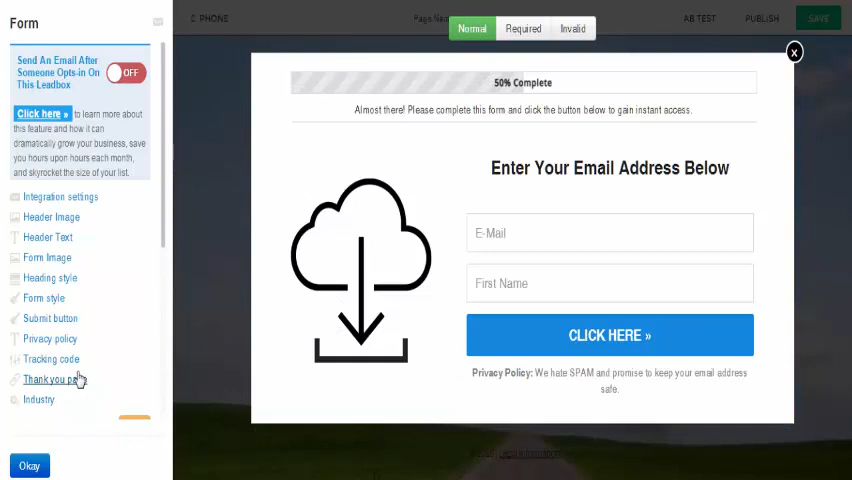 Form
Send An Email After
Someone Opts-in On
This Leadbox
OFF
Click here » to learn more about
this feature and how it can
dramatically grow your business, save
you hours upon hours each month,
and skyrocket the size of your list.
Integration settings
Header Image
Header Text
Form Image
Heading style
Form style
Submit button
Privacy policy
Tracking code
Thank you page
Industry
Okay
PHONE
AB TEST
PUBLISH
SAVE
Normal
Required
Invalid
x
50% Complete
Almost there! Please complete this form and click the button below to gain instant access.
Enter Your Email Address Below
E-Mail
First Name
CLICK HERE »
Privacy Policy: We hate SPAM and promise to keep your email address
safe.